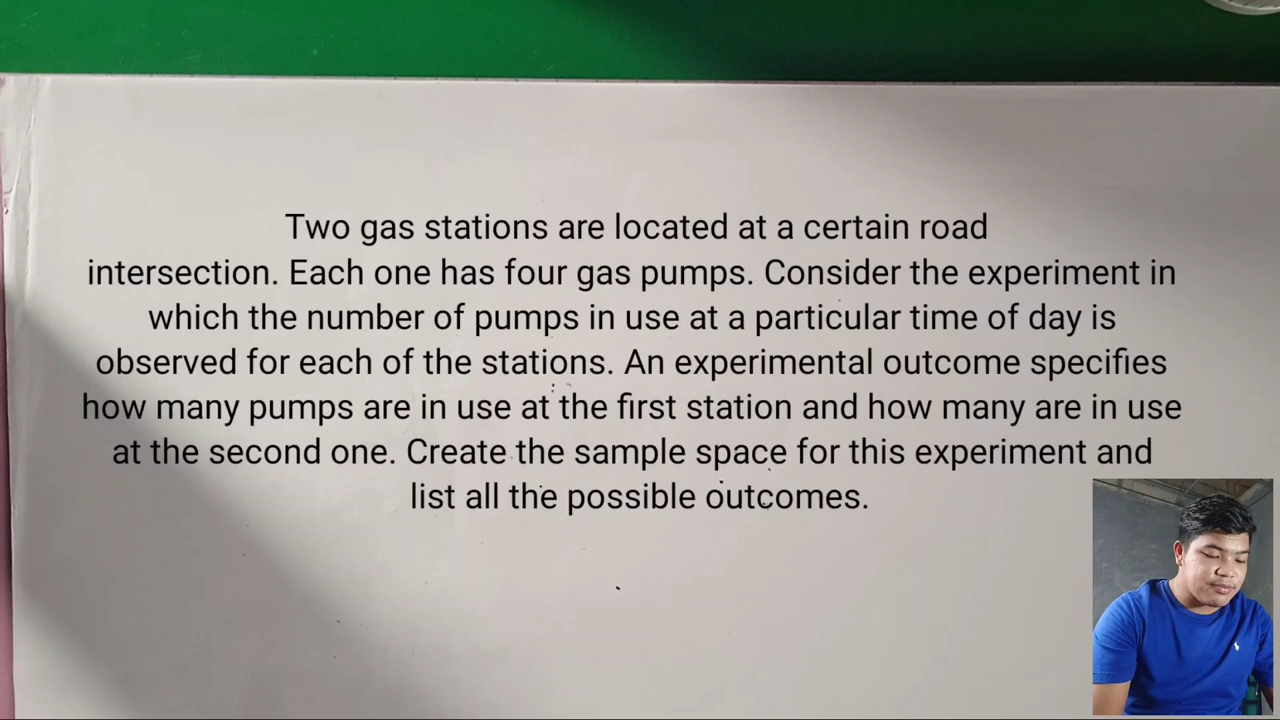 Two gas stations are located at a certain road
intersection. Each one has four gas pumps. Consider the experiment in
which the number of pumps in use at a particular time of day is
observed for each of the stations. An experimental outcome specifies
how many pumps are in use at the first station and how many are in use
at the second one. Create the sample space for this experiment and
list all the possible outcomes.